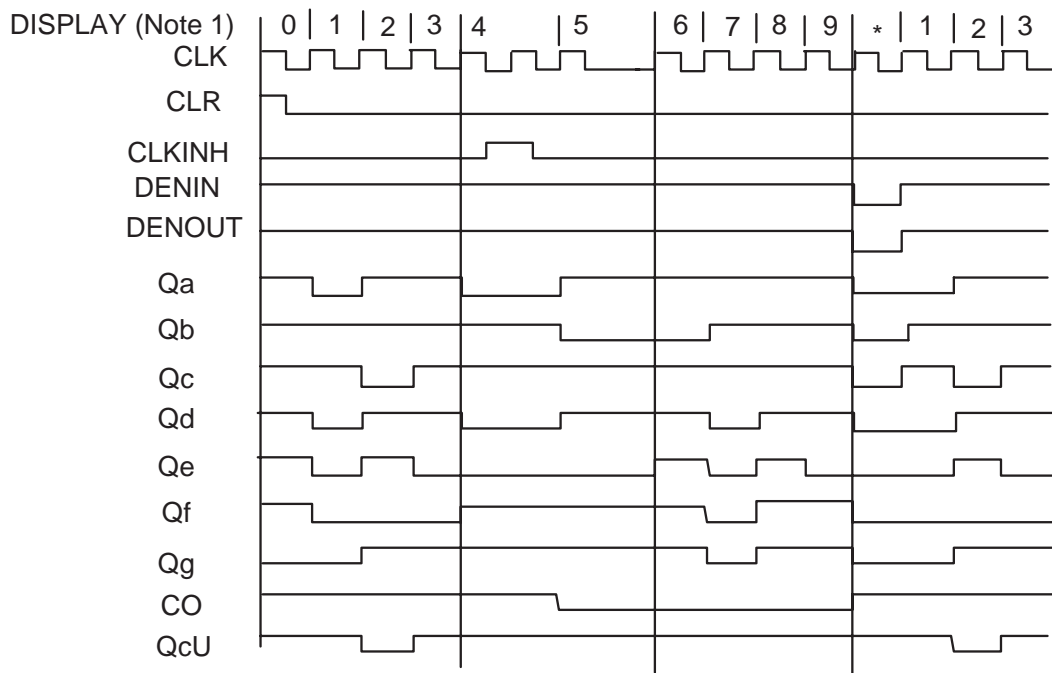 DISPLAY (Note 1) 0 | 1 | 2 | 3 | 4 | 5 | 6 | 7 | 8 | 9 | * | 1 | 2 | 3
CLK
CLR
CLKINH
DENIN
DENOUT
Qa
Qb
Qc
Qd
Qe
Qf
Qg
CO
QcU